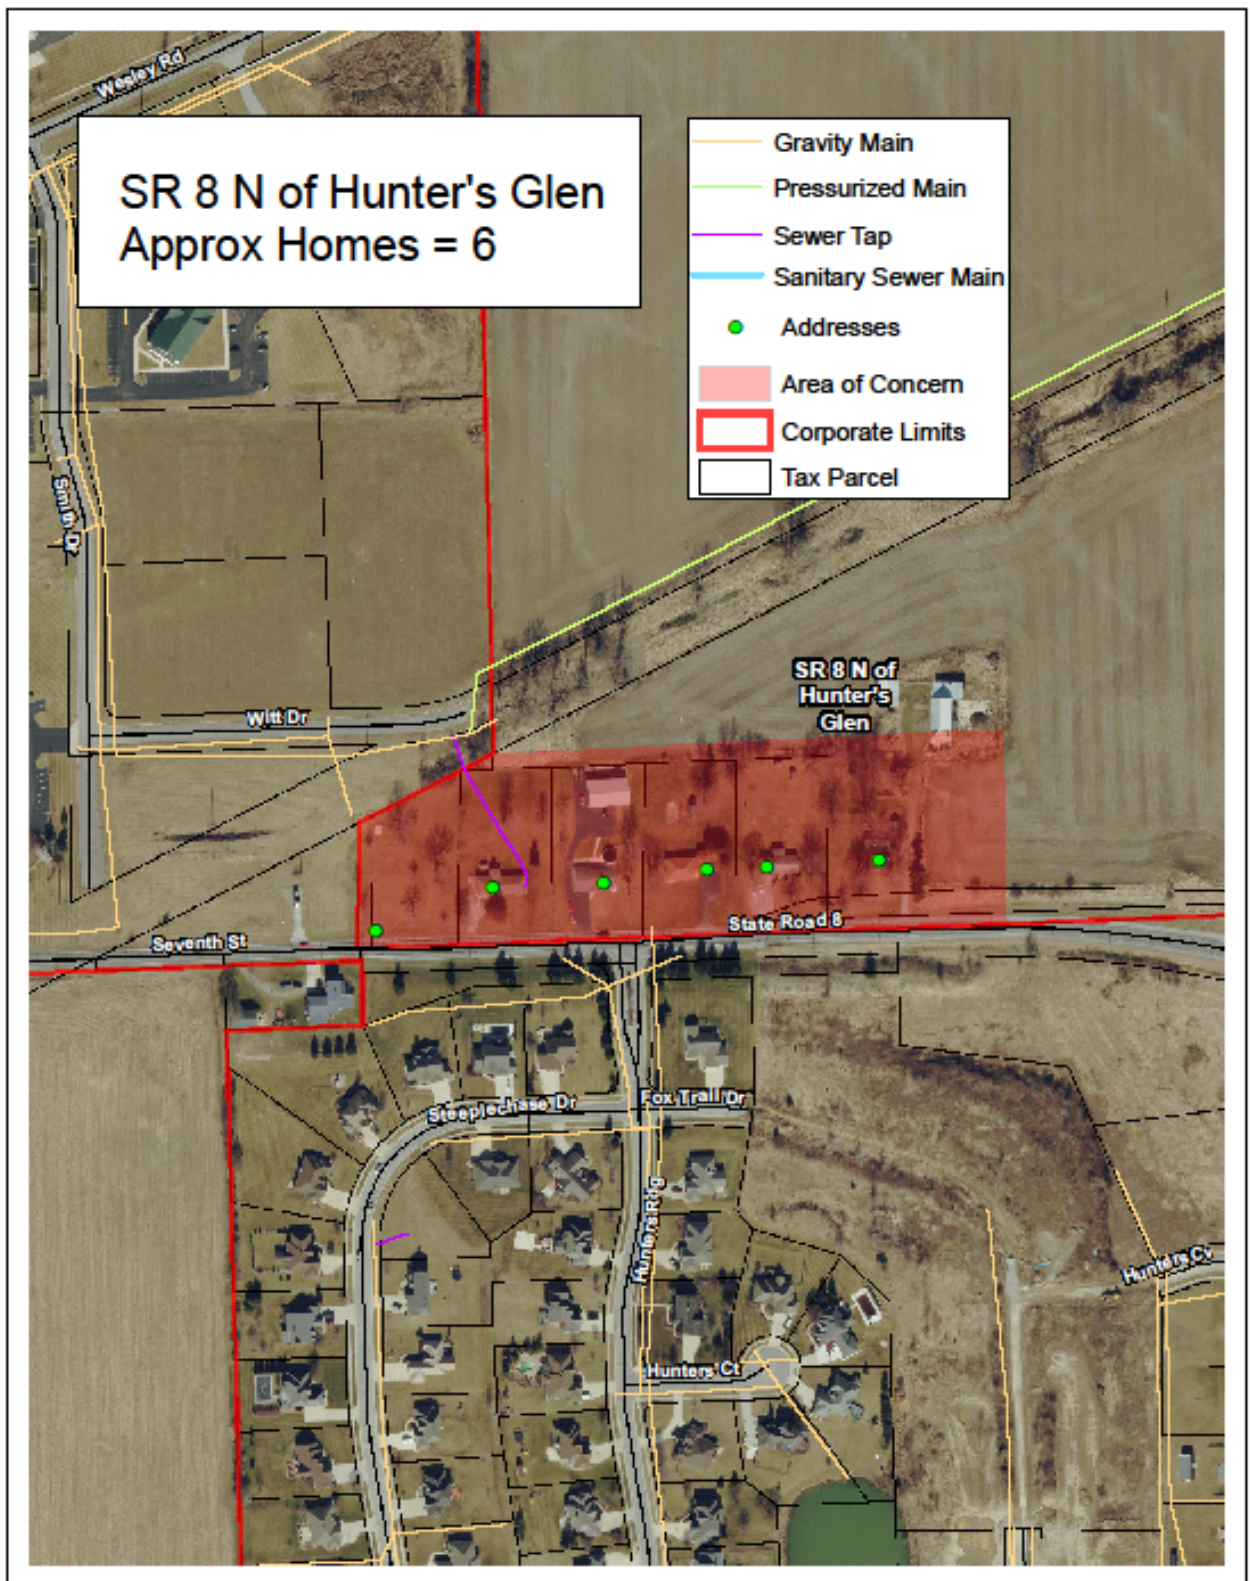 Wesley Rd
SR 8 N of Hunter's Glen
Approx Homes = 6
Gravity Main
Pressurized Main
Sewer Tap
Sanitary Sewer Main
Addresses
Area of Concern
Corporate Limits
Tax Parcel
Smith Dr
SR 8 N of
Hunter's
Glen
Witt Dr
State Road 8
Seventh St
Steeplechase Dr
Fox Trail Dr
Hunters Rdg
Hunters Cv
Hunters Ct